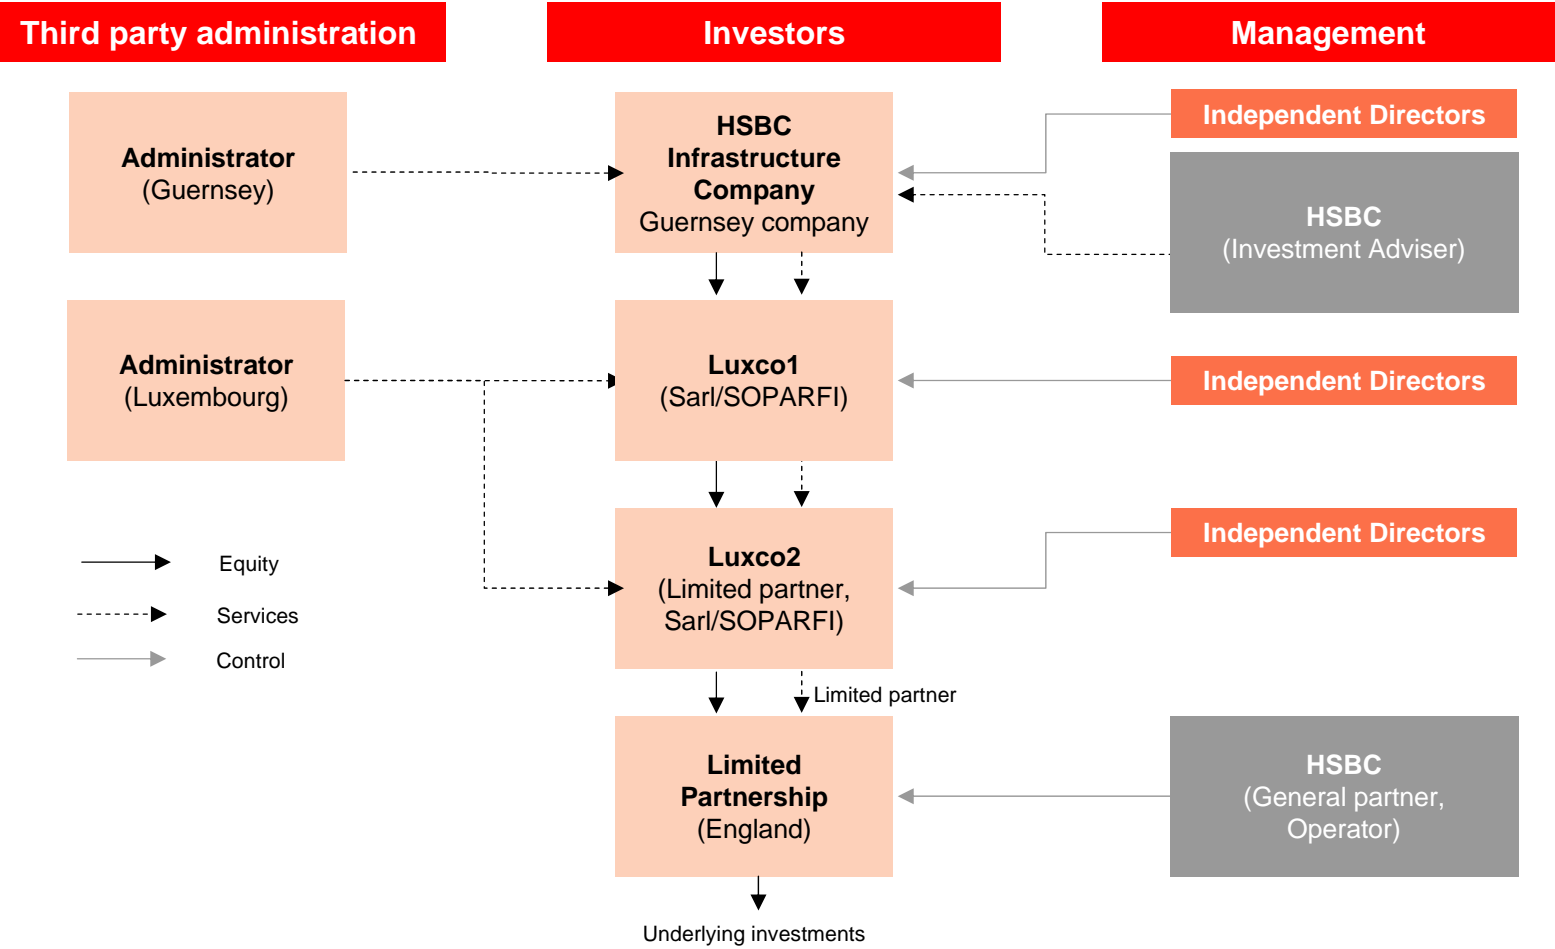 Third party administration
Investors
Management
Administrator
(Guernsey)
HSBC
Infrastructure
Company
Guernsey company
Independent Directors
HSBC
(Investment Adviser)
Administrator
(Luxembourg)
Luxco1
(Sarl/SOPARFI)
Independent Directors
Luxco2
(Limited partner,
Sarl/SOPARFI)
Independent Directors
Equity
Services
Control
Limited partner
Limited
Partnership
(England)
HSBC
(General partner,
Operator)
Underlying investments